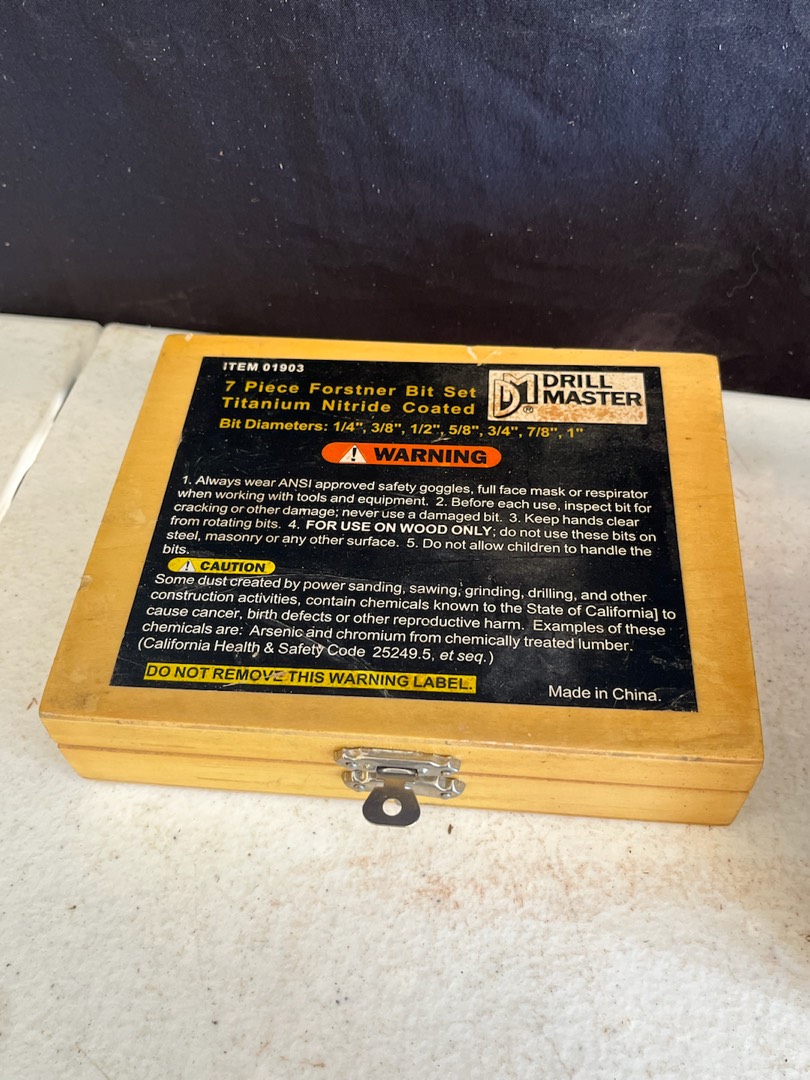 ITEM 01903
7 Piece Forstner Bit Set
Titanium Nitride Coated
DM®
DRILL
MASTER
Bit Diameters: 1/4", 3/8", 1/2", 5/8", 3/4", 7/8", 1"
WARNING
1. Always wear ANSI approved safety goggles, full face mask or respirator
when working with tools and equipment. 2. Before each use, inspect bit for
cracking or other damage; never use a damaged bit. 3. Keep hands clear
from rotating bits. 4. FOR USE ON WOOD ONLY; do not use these bits on
steel, masonry or any other surface. 5. Do not allow children to handle the
bits.
CAUTION
Some dust created by power sanding, sawing, grinding, drilling, and other
construction activities, contain chemicals known to the State of California] to
cause cancer, birth defects or other reproductive harm. Examples of these
chemicals are: Arsenic and chromium from chemically treated lumber.
(California Health & Safety Code 25249.5, et seq.)
DO NOT REMOVE THIS WARNING LABEL.
Made in China.